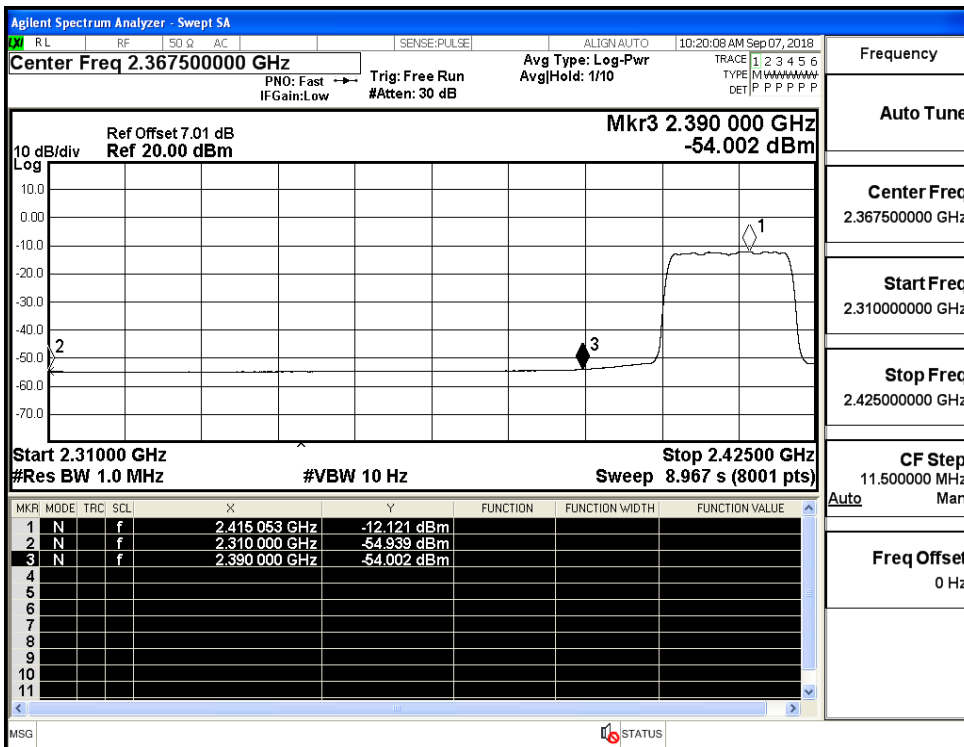 Agilent Spectrum Analyzer - Swept SA
LXI RL RF 50 Ω AC SENSE:PULSE ALIGN AUTO 10:20:08 AM Sep 07, 2018
Center Freq 2.367500000 GHz
PNO: Fast
IFGain:Low
Trig: Free Run
#Atten: 30 dB
Avg Type: Log-Pwr
Avg|Hold: 1/10
TRACE 1 2 3 4 5 6
TYPE M
DET P P P P P P
Ref Offset 7.01 dB
10 dB/div Ref 20.00 dBm
Log
Mkr3 2.390 000 GHz
-54.002 dBm
10.0
0.00
-10.0
-20.0
-30.0
-40.0
-50.0
-60.0
-70.0
1
2
3
Start 2.31000 GHz Stop 2.42500 GHz
#Res BW 1.0 MHz #VBW 10 Hz Sweep 8.967 s (8001 pts)
MKR MODE TRC SCL X Y FUNCTION FUNCTION WIDTH FUNCTION VALUE
1 N f 2.415 053 GHz -12.121 dBm
2 N f 2.310 000 GHz -54.939 dBm
3 N f 2.390 000 GHz -54.002 dBm
4
5
6
7
8
9
10
11
MSG STATUS
Frequency
Auto Tune
Center Freq
2.367500000 GHz
Start Freq
2.310000000 GHz
Stop Freq
2.425000000 GHz
CF Step
11.500000 MHz
Auto Man
Freq Offset
0 Hz